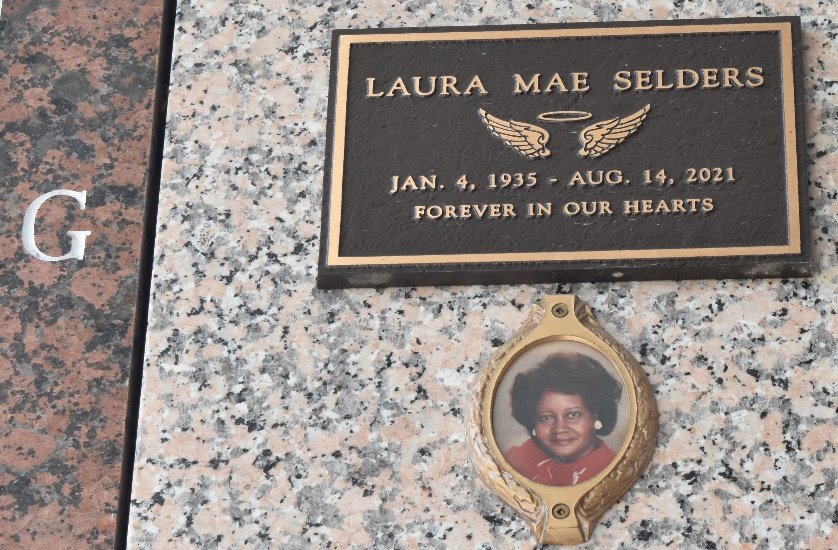 G
LAURA MAE SELDERS
JAN. 4, 1935 - AUG. 14, 2021
FOREVER IN OUR HEARTS